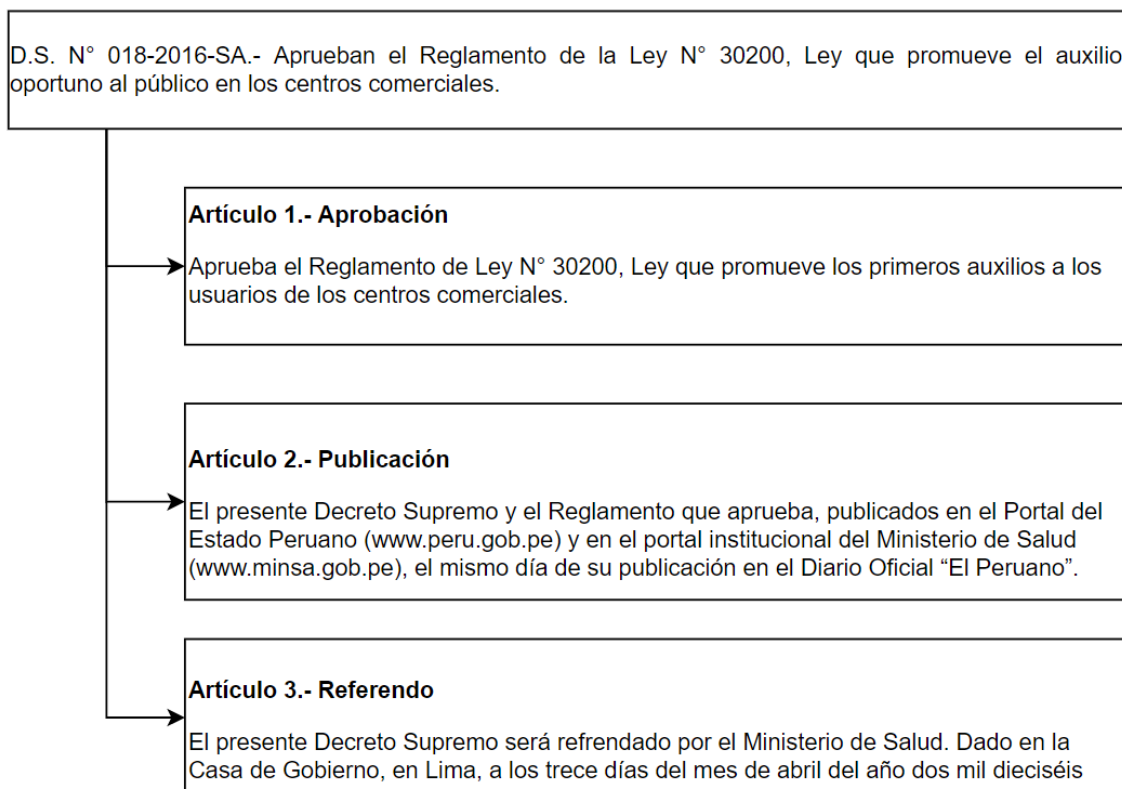 D.S. N° 018-2016-SA.- Aprueban el Reglamento de la Ley N° 30200, Ley que promueve el auxilio
oportuno al público en los centros comerciales.
Artículo 1.- Aprobación
Aprueba el Reglamento de Ley N° 30200, Ley que promueve los primeros auxilios a los
usuarios de los centros comerciales.
Artículo 2.- Publicación
El presente Decreto Supremo y el Reglamento que aprueba, publicados en el Portal del
Estado Peruano (www.peru.gob.pe) y en el portal institucional del Ministerio de Salud
(www.minsa.gob.pe), el mismo día de su publicación en el Diario Oficial “El Peruano”.
Artículo 3.- Referendo
El presente Decreto Supremo será refrendado por el Ministerio de Salud. Dado en la
Casa de Gobierno, en Lima, a los trece días del mes de abril del año dos mil dieciséis